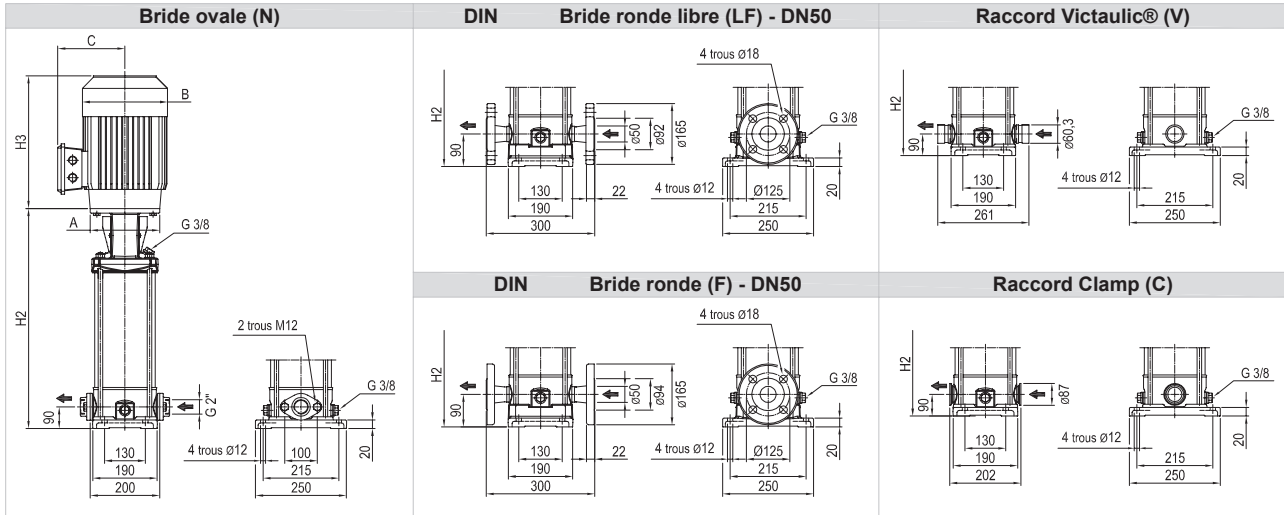 Bride ovale (N)
C
B
H3
A
G 3/8
H2
90
G 2"
130
190
200
2 trous M12
G 3/8
4 trous Ø12
100
20
215
250
DIN Bride ronde libre (LF) - DN50
4 trous Ø18
H2
90
ø50
ø92
ø165
G 3/8
130
22
190
300
4 trous Ø12
Ø125
20
215
250
DIN Bride ronde (F) - DN50
4 trous Ø18
H2
90
ø50
ø94
ø165
G 3/8
130
22
190
300
4 trous Ø12
Ø125
20
215
250
Raccord Victaulic® (V)
H2
90
ø60,3
G 3/8
130
190
261
4 trous Ø12
20
215
250
Raccord Clamp (C)
H2
90
ø87
G 3/8
130
190
202
4 trous Ø12
20
215
250